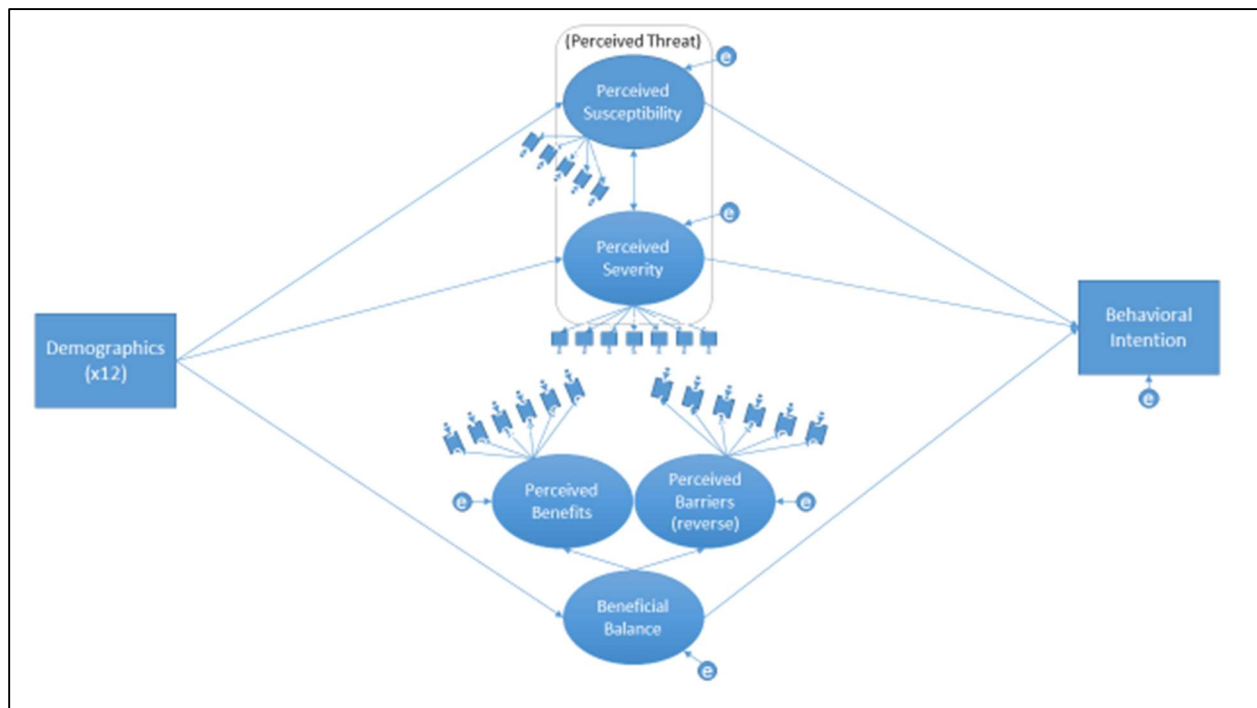 (Perceived Threat)
e
Perceived
Susceptibility
e
Perceived
Severity
Demographics
(x12)
Behavioral
Intention
e
Perceived
Benefits
e
Perceived
Barriers
(reverse)
e
Beneficial
Balance
e